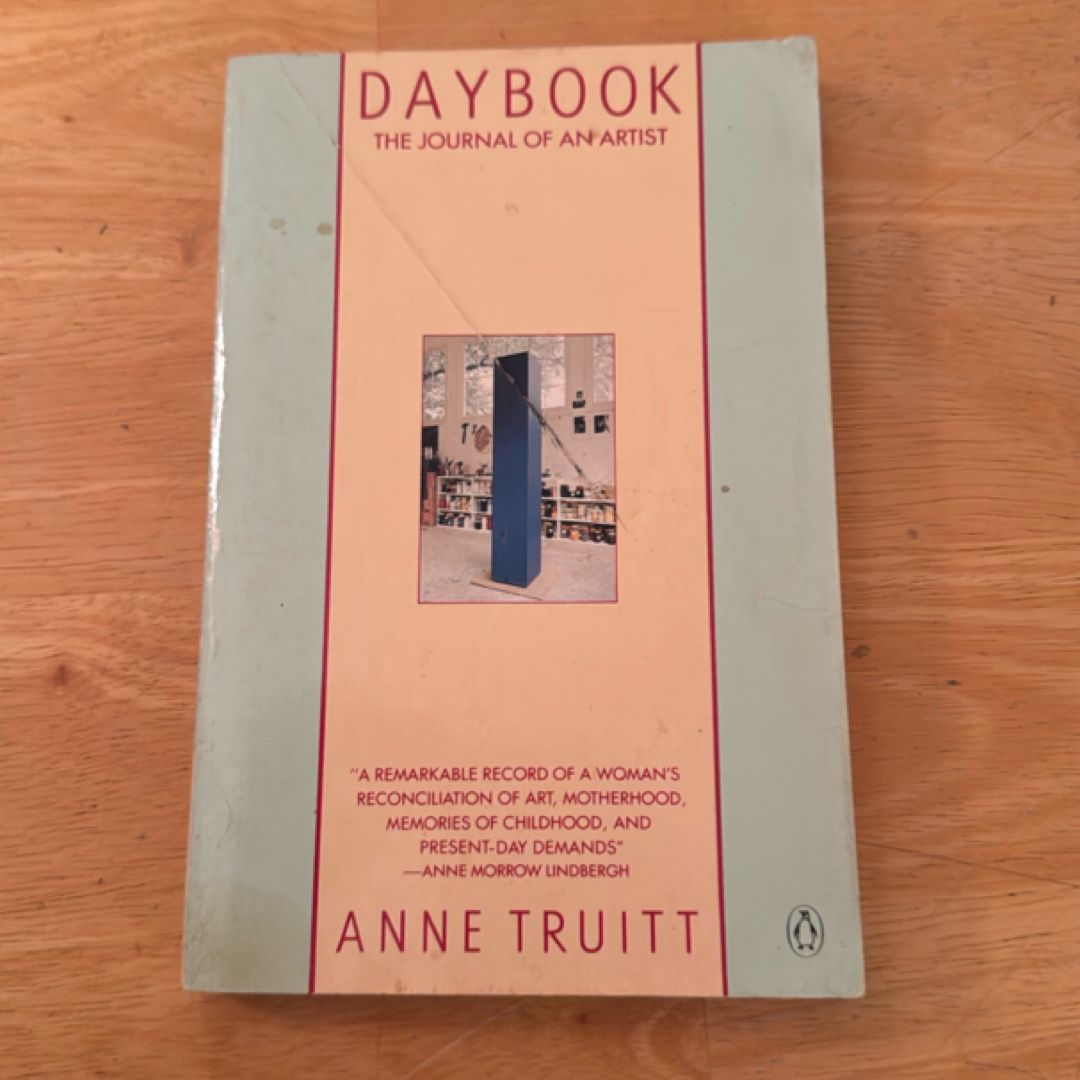 DAYBOOK
THE JOURNAL OF AN ARTIST
"A REMARKABLE RECORD OF A WOMAN'S
RECONCILIATION OF ART, MOTHERHOOD,
MEMORIES OF CHILDHOOD, AND
PRESENT-DAY DEMANDS"
—ANNE MORROW LINDBERGH
ANNE TRUITT